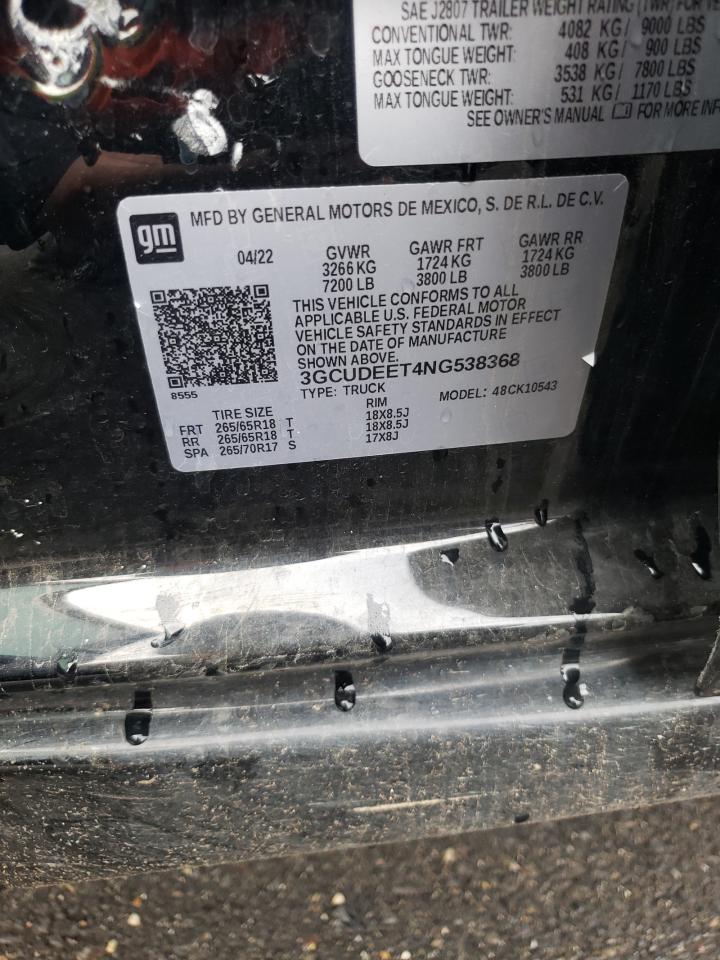 SAE J2807 TRAILER WEIGHT RATING (TWR) FOR
CONVENTIONAL TWR: 4082 KG/ 9000 LBS
MAX TONGUE WEIGHT: 408 KG/ 900 LBS
GOOSENECK TWR: 3538 KG/ 7800 LBS
MAX TONGUE WEIGHT: 531 KG/ 1170 LBS
SEE OWNER'S MANUAL FOR MORE
gm
MFD BY GENERAL MOTORS DE MEXICO, S. DE R.L. DE C.V.
04/22 GVWR GAWR FRT GAWR RR
3266 KG 1724 KG 1724 KG
7200 LB 3800 LB 3800 LB
THIS VEHICLE CONFORMS TO ALL
APPLICABLE U.S. FEDERAL MOTOR
VEHICLE SAFETY STANDARDS IN EFFECT
ON THE DATE OF MANUFACTURE
SHOWN ABOVE.
3GCUDEET4NG538368
8555
TYPE: TRUCK MODEL: 48CK10543
TIRE SIZE RIM
FRT 265/65R18 T 18X8.5J
RR 265/65R18 T 18X8.5J
SPA 265/70R17 S 17X8J